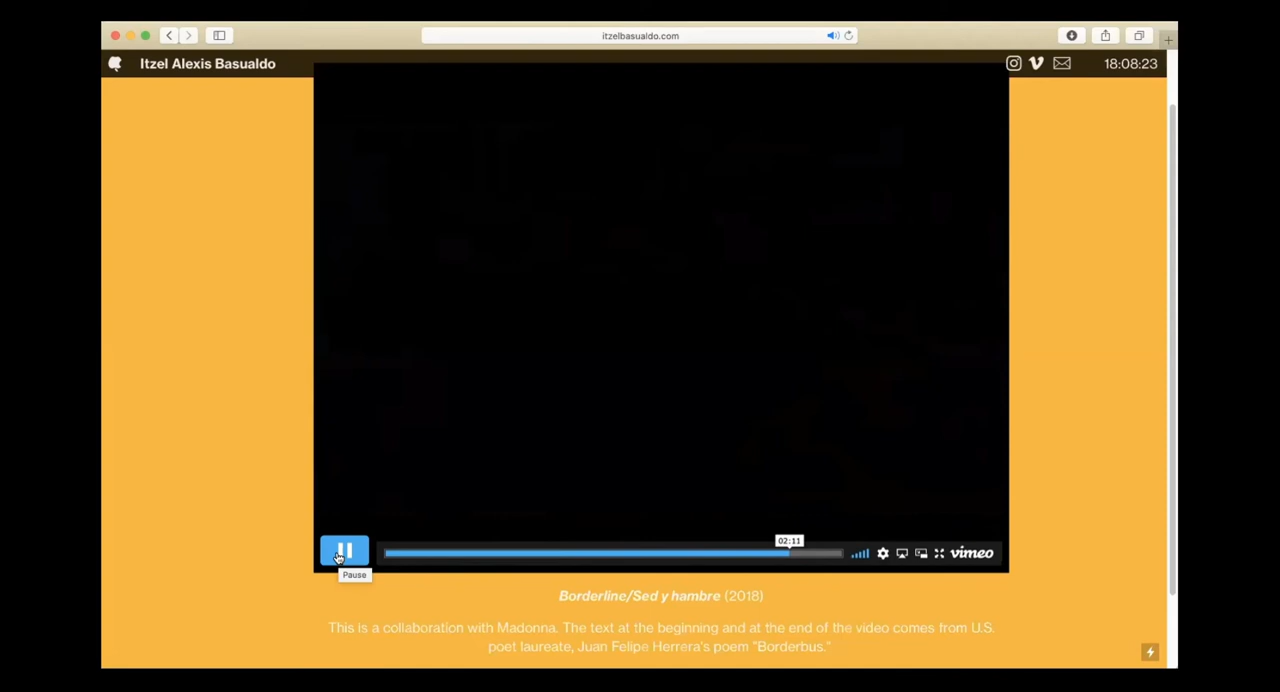 itzelbasualdo.com
Itzel Alexis Basualdo
18:08:23
02:11
vimeo
Pause
Borderline/Sed y hambre (2018)
This is a collaboration with Madonna. The text at the beginning and at the end of the video comes from U.S.
poet laureate, Juan Felipe Herrera's poem "Borderbus."